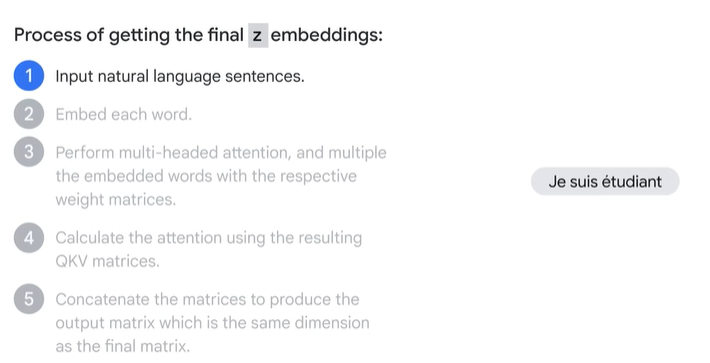 Process of getting the final z embeddings:
1 Input natural language sentences.
2 Embed each word.
3 Perform multi-headed attention, and multiple
the embedded words with the respective
weight matrices.
Je suis étudiant
4 Calculate the attention using the resulting
QKV matrices.
5 Concatenate the matrices to produce the
output matrix which is the same dimension
as the final matrix.